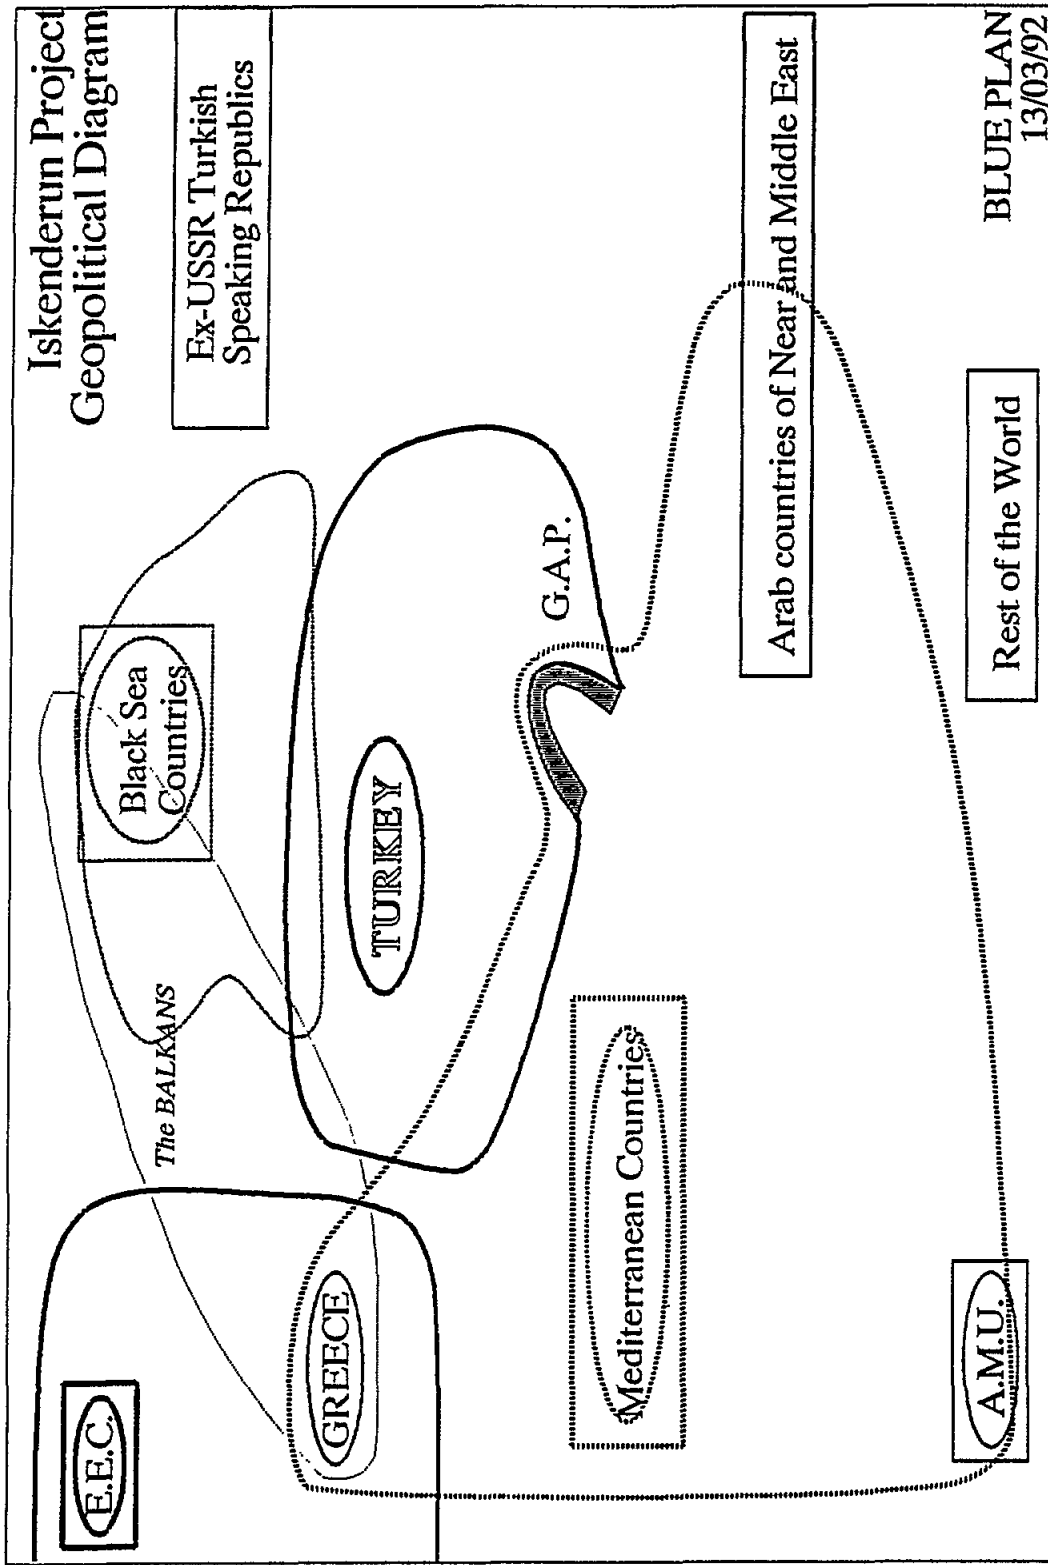 Iskenderun Project
Geopolitical Diagram
Ex-USSR Turkish
Speaking Republics
E.E.C.
Black Sea
Countries
The BALKANS
GREECE
TURKEY
G.A.P.
Mediterranean Countries
Arab countries of Near and Middle East
A.M.U.
Rest of the World
BLUE PLAN
13/03/92